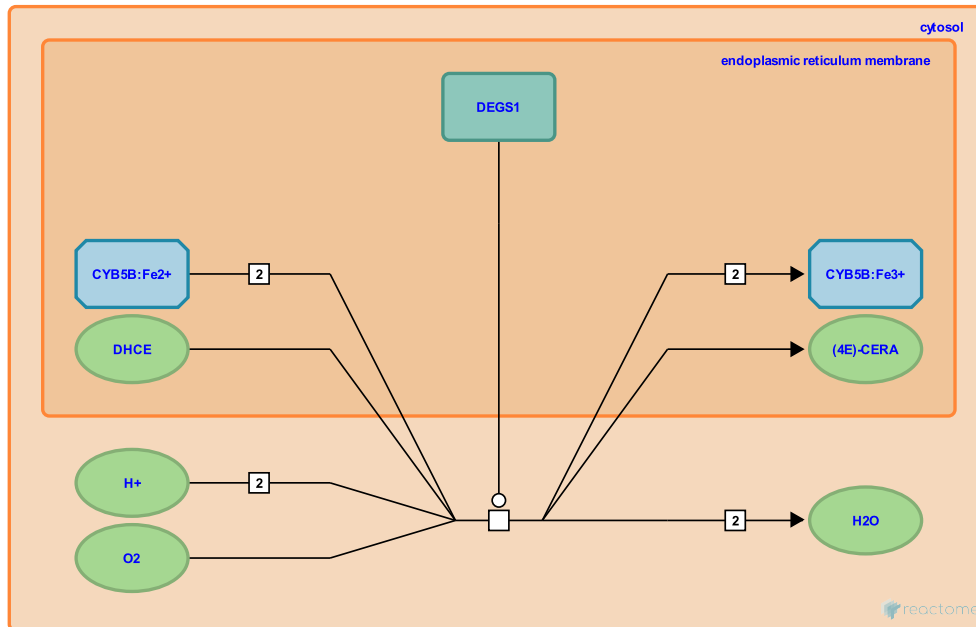 cytosol
endoplasmic reticulum membrane
DEGS1
CYB5B:Fe2+
2
2
CYB5B:Fe3+
DHCE
(4E)-CERA
H+
2
2
H2O
O2
reactome